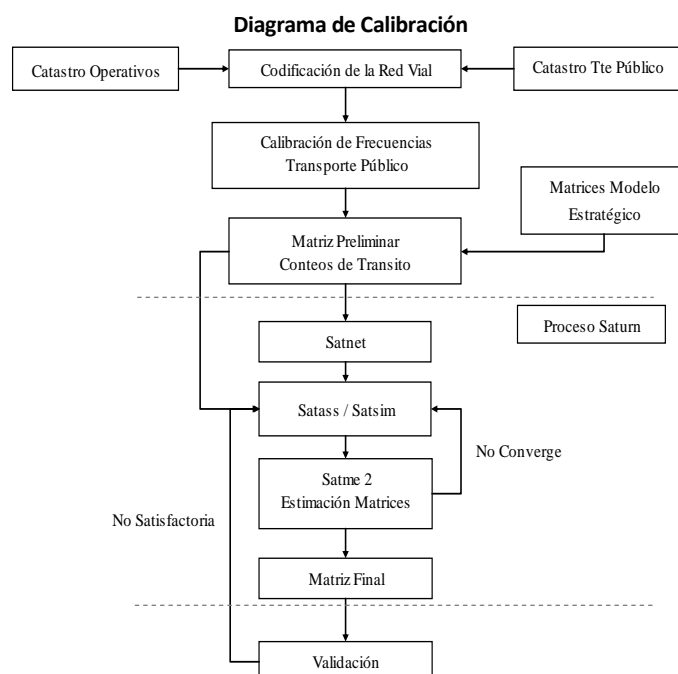 Diagrama de Calibración
Catastro Operativos
Codificación de la Red Vial
Catastro Tte Público
Calibración de Frecuencias
Transporte Público
Matrices Modelo
Estratégico
Matriz Preliminar
Conteos de Transito
Proceso Saturn
Satnet
Satass / Satsim
No Converge
Satme 2
Estimación Matrices
No Satisfactoria
Matriz Final
Validación